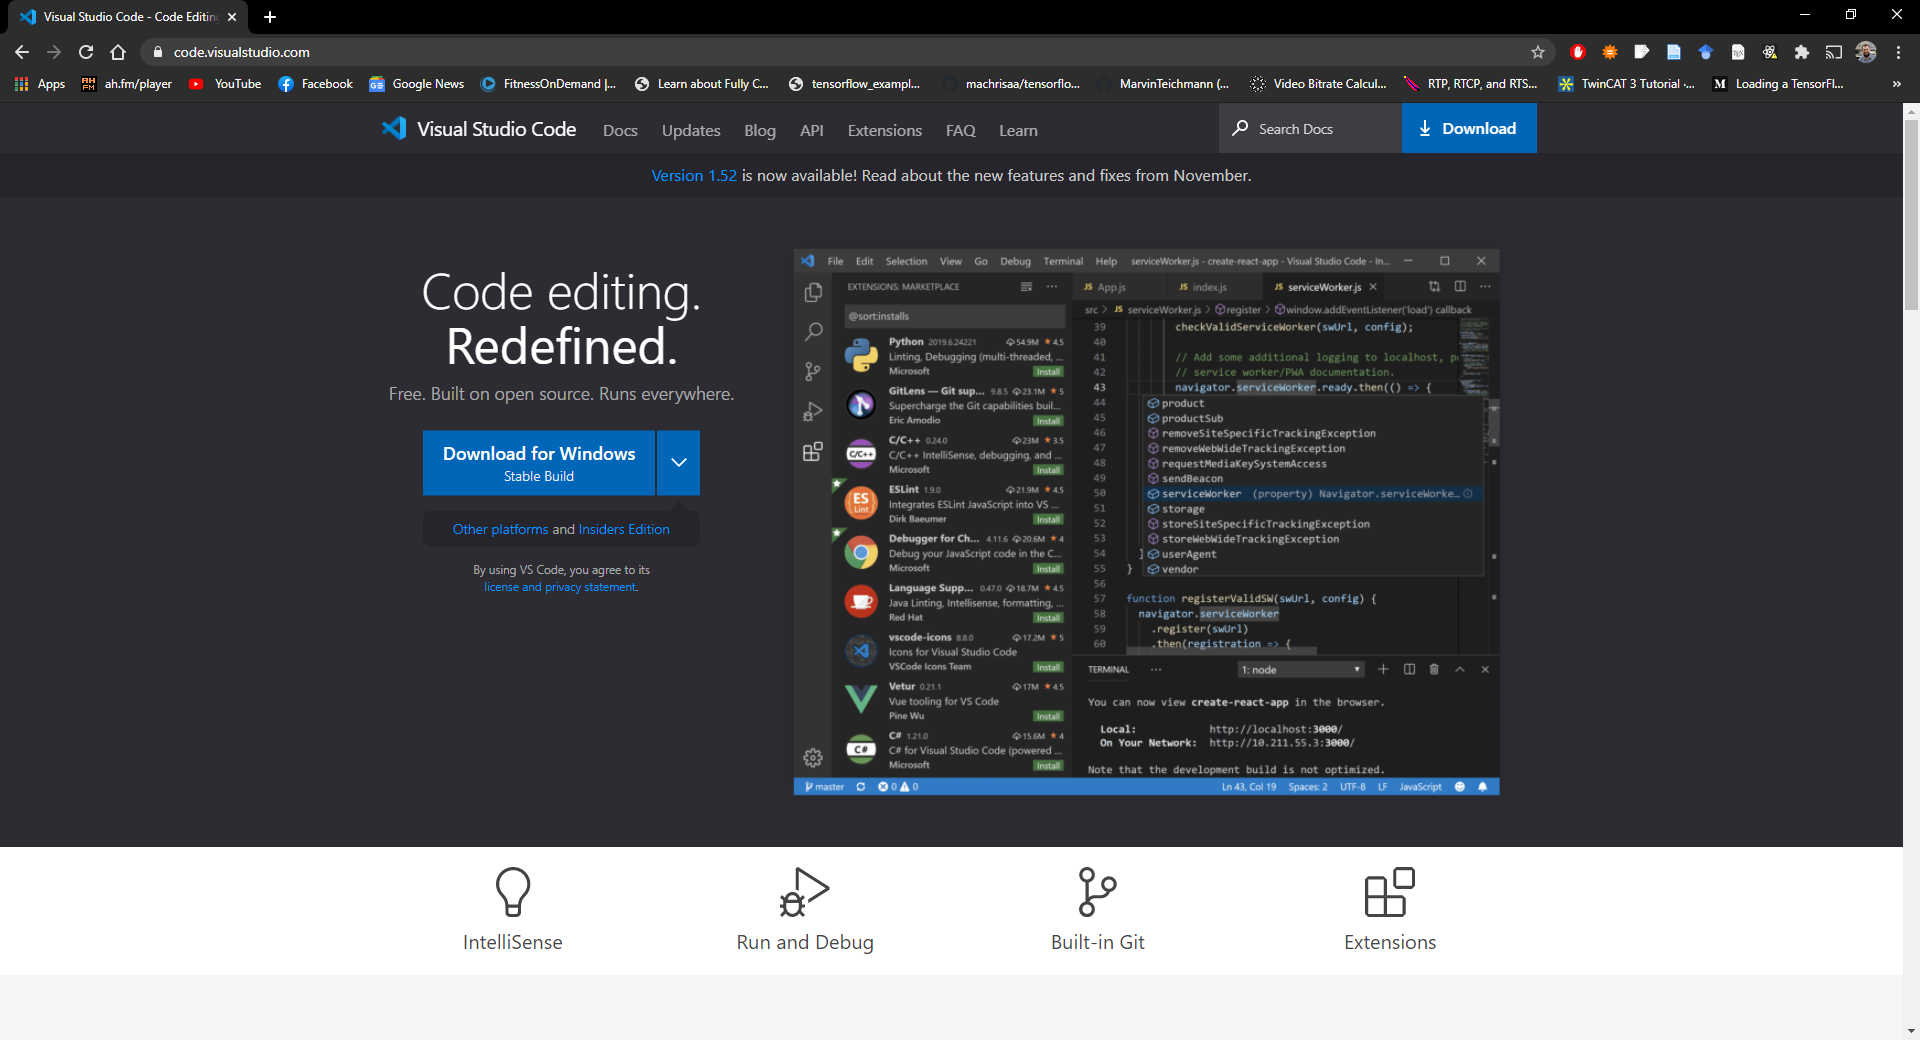 Visual Studio Code - Code Editin
code.visualstudio.com
Apps ah.fm/player YouTube Facebook Google News FitnessOnDemand |... Learn about Fully C... tensorflow_exampl... machrisaa/tensorflo... MarvinTeichmann (... Video Bitrate Calcul... RTP, RTCP, and RTS... TwinCAT 3 Tutorial -... Loading a TensorFl... »
Visual Studio Code Docs Updates Blog API Extensions FAQ Learn Search Docs Download
Version 1.52 is now available! Read about the new features and fixes from November.
Code editing.
Redefined.
Free. Built on open source. Runs everywhere.
Download for Windows
Stable Build
Other platforms and Insiders Edition
By using VS Code, you agree to its
license and privacy statement.
File Edit Selection View Go Debug Terminal Help serviceWorker.js - create-react-app - Visual Studio Code - In...
EXTENSIONS: MARKETPLACE
@sort:installs
Python 2019.6.24221 54.9M ★ 4.5
Linting, Debugging (multi-threaded, ...
Microsoft Install
GitLens — Git sup... 9.8.5 23.1M ★ 5
Supercharge the Git capabilities buil...
Eric Amodio Install
C/C++ 0.24.0 23M ★ 3.5
C/C++ IntelliSense, debugging, and ...
Microsoft Install
ESLint 1.9.0 21.9M ★ 4.5
Integrates ESLint JavaScript into VS ...
Dirk Baeumer Install
Debugger for Ch... 4.11.6 20.6M ★ 4
Debug your JavaScript code in the C...
Microsoft Install
Language Supp... 0.47.0 18.7M ★ 4.5
Java Linting, Intellisense, formatting, ...
Red Hat Install
vscode-icons 8.8.0 17.2M ★ 5
Icons for Visual Studio Code
VSCode Icons Team Install
Vetur 0.21.1 17M ★ 4.5
Vue tooling for VS Code
Pine Wu Install
C# 1.21.0 15.6M ★ 4
C# for Visual Studio Code (powered ...
Microsoft Install
JS App.js JS index.js JS serviceWorker.js
src > JS serviceWorker.js > register > window.addEventListener('load') callback
39 checkValidServiceWorker(swUrl, config);
40
41 // Add some additional logging to localhost, p
42 // service worker/PWA documentation.
43 navigator.serviceWorker.ready.then(() => {
44 product
45 productSub
46 removeSiteSpecificTrackingException
47 removeWebWideTrackingException
48 requestMediaKeySystemAccess
49 sendBeacon
50 serviceWorker (property) Navigator.serviceWorke...
51 storage
52 storeSiteSpecificTrackingException
53 storeWebWideTrackingException
54 ] userAgent
55 } vendor
56
57 function registerValidSW(swUrl, config) {
58 navigator.serviceWorker
59 .register(swUrl)
60 .then(registration => {
TERMINAL ... 1: node
You can now view create-react-app in the browser.
Local: http://localhost:3000/
On Your Network: http://10.211.55.3:3000/
Note that the development build is not optimized.
master 0 0 Ln 43, Col 19 Spaces: 2 UTF-8 LF JavaScript
IntelliSense Run and Debug Built-in Git Extensions